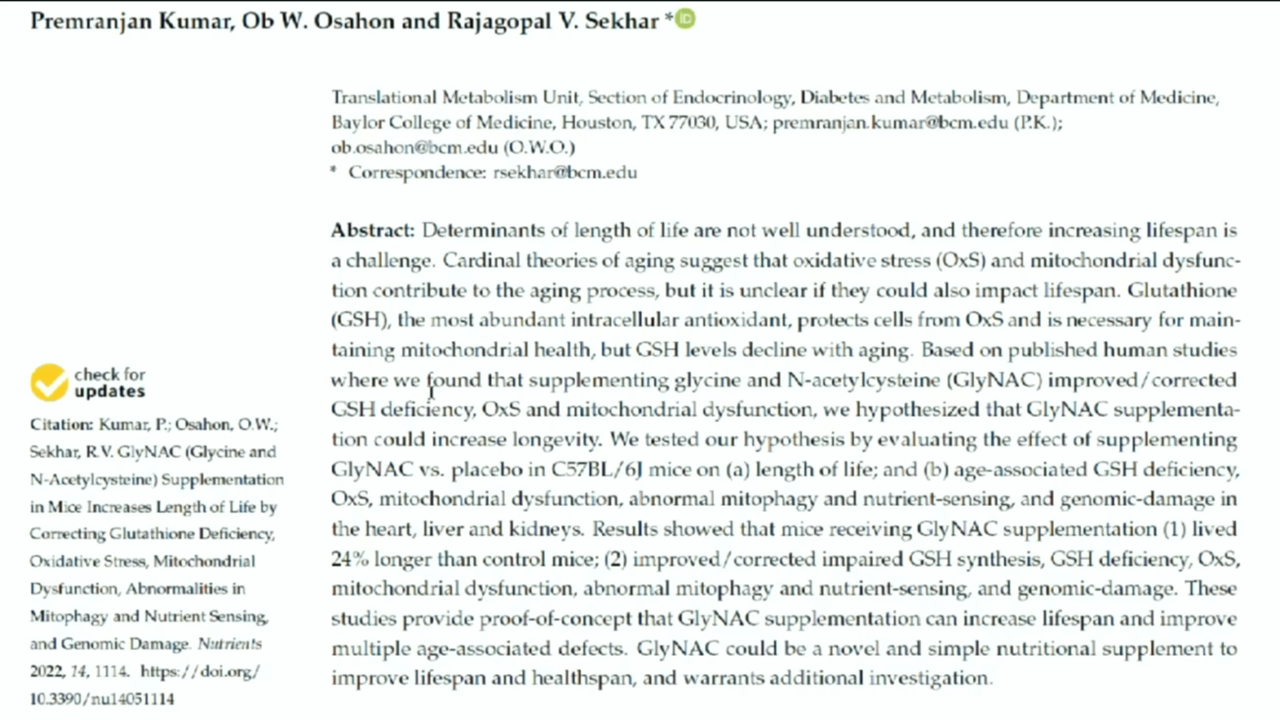 Premranjan Kumar, Ob W. Osahon and Rajagopal V. Sekhar *
Translational Metabolism Unit, Section of Endocrinology, Diabetes and Metabolism, Department of Medicine,
Baylor College of Medicine, Houston, TX 77030, USA; premranjan.kumar@bcm.edu (P.K.);
ob.osahon@bcm.edu (O.W.O.)
* Correspondence: rsekhar@bcm.edu
Abstract: Determinants of length of life are not well understood, and therefore increasing lifespan is
a challenge. Cardinal theories of aging suggest that oxidative stress (OxS) and mitochondrial dysfunc-
tion contribute to the aging process, but it is unclear if they could also impact lifespan. Glutathione
(GSH), the most abundant intracellular antioxidant, protects cells from OxS and is necessary for main-
taining mitochondrial health, but GSH levels decline with aging. Based on published human studies
where we found that supplementing glycine and N-acetylcysteine (GlyNAC) improved/corrected
GSH deficiency, OxS and mitochondrial dysfunction, we hypothesized that GlyNAC supplementa-
tion could increase longevity. We tested our hypothesis by evaluating the effect of supplementing
GlyNAC vs. placebo in C57BL/6J mice on (a) length of life; and (b) age-associated GSH deficiency,
OxS, mitochondrial dysfunction, abnormal mitophagy and nutrient-sensing, and genomic-damage in
the heart, liver and kidneys. Results showed that mice receiving GlyNAC supplementation (1) lived
24% longer than control mice; (2) improved/corrected impaired GSH synthesis, GSH deficiency, OxS,
mitochondrial dysfunction, abnormal mitophagy and nutrient-sensing, and genomic-damage. These
studies provide proof-of-concept that GlyNAC supplementation can increase lifespan and improve
multiple age-associated defects. GlyNAC could be a novel and simple nutritional supplement to
improve lifespan and healthspan, and warrants additional investigation.
check for
updates
Citation: Kumar, P.; Osahon, O.W.;
Sekhar, R.V. GlyNAC (Glycine and
N-Acetylcysteine) Supplementation
in Mice Increases Length of Life by
Correcting Glutathione Deficiency,
Oxidative Stress, Mitochondrial
Dysfunction, Abnormalities in
Mitophagy and Nutrient Sensing,
and Genomic Damage. Nutrients
2022, 14, 1114. https://doi.org/
10.3390/nu14051114